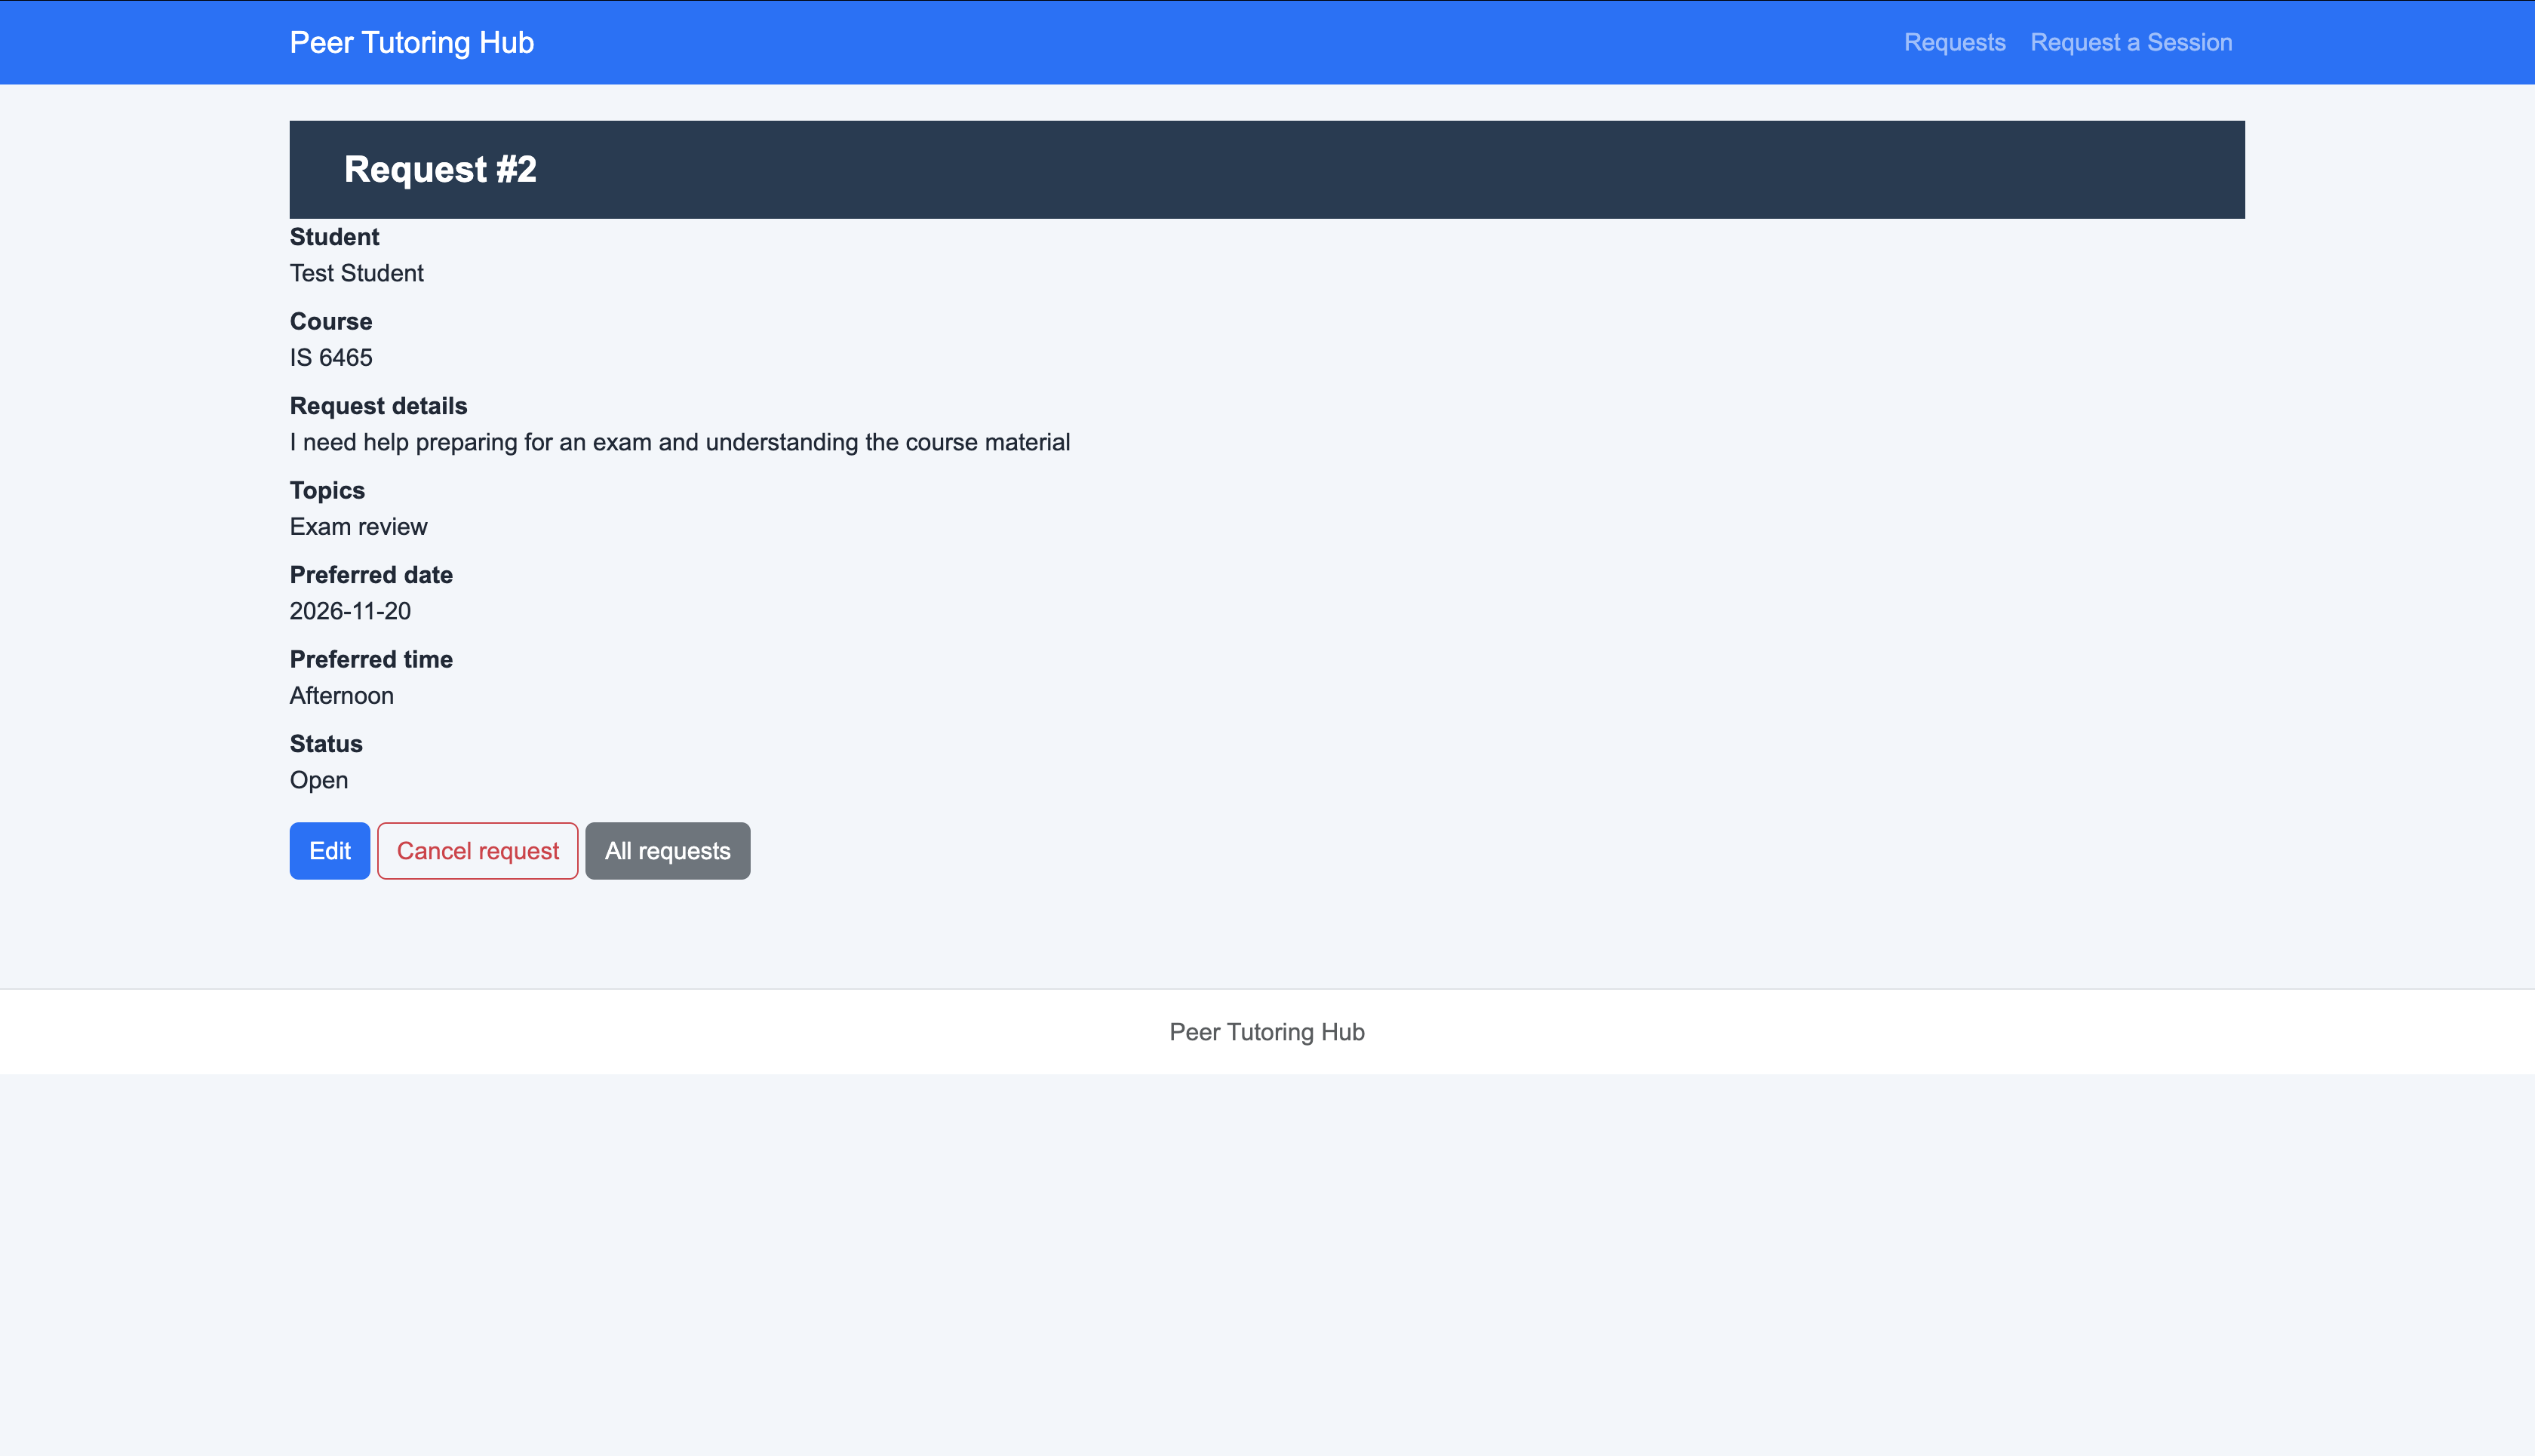 Peer Tutoring Hub
Requests
Request a Session
Request #2
Student
Test Student
Course
IS 6465
Request details
I need help preparing for an exam and understanding the course material
Topics
Exam review
Preferred date
2026-11-20
Preferred time
Afternoon
Status
Open
Edit
Cancel request
All requests
Peer Tutoring Hub